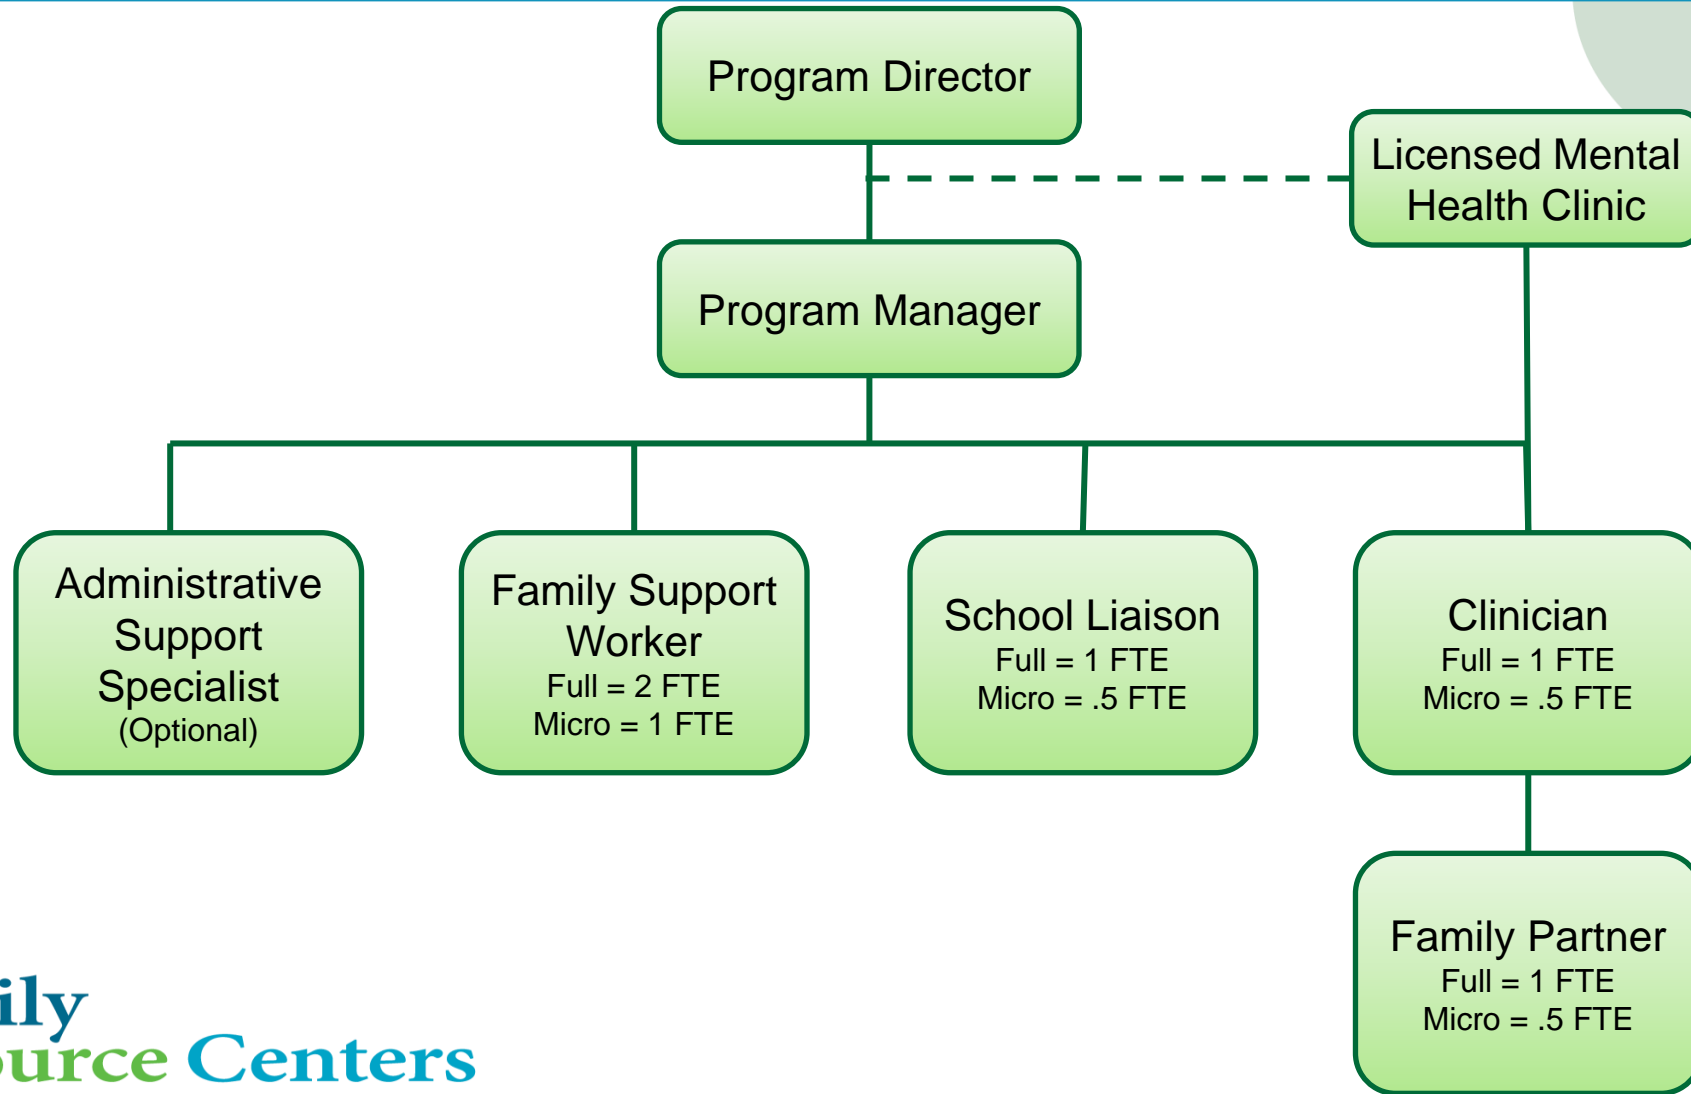 Program Director
Licensed Mental
Health Clinic
Program Manager
Administrative
Support
Specialist
(Optional)
Family Support
Worker
Full = 2 FTE
Micro = 1 FTE
School Liaison
Full = 1 FTE
Micro = .5 FTE
Clinician
Full = 1 FTE
Micro = .5 FTE
Family Partner
Full = 1 FTE
Micro = .5 FTE
ily
ource Centers